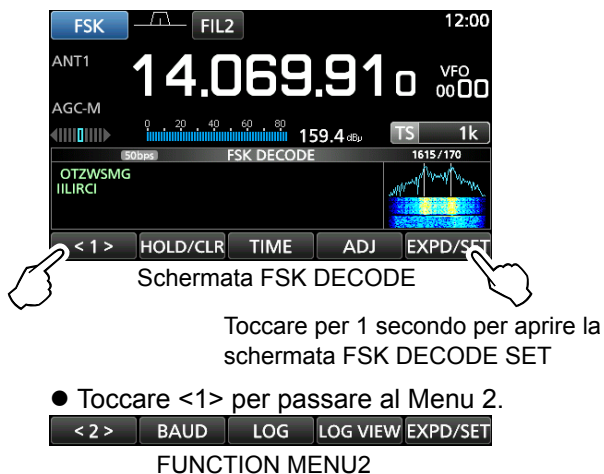 FSK FIL2 12:00
ANT1
14.069.910 VFO
0000
AGC-M
0 20 40 60 80 159.4 dBμ TS 1k
50bps FSK DECODE 1615/170
OTZWSMG
IILIRCI
<1> HOLD/CLR TIME ADJ EXPD/SET
Schermata FSK DECODE
Toccare per 1 secondo per aprire la
schermata FSK DECODE SET
● Toccare <1> per passare al Menu 2.
<2> BAUD LOG LOG VIEW EXPD/SET
FUNCTION MENU2